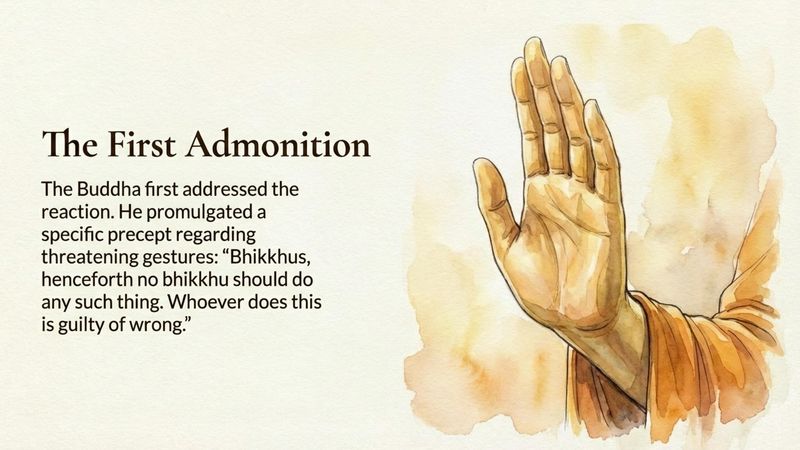 The First Admonition
The Buddha first addressed the
reaction. He promulgated a
specific precept regarding
threatening gestures: “Bhikkhus,
henceforth no bhikkhu should do
any such thing. Whoever does this
is guilty of wrong.”